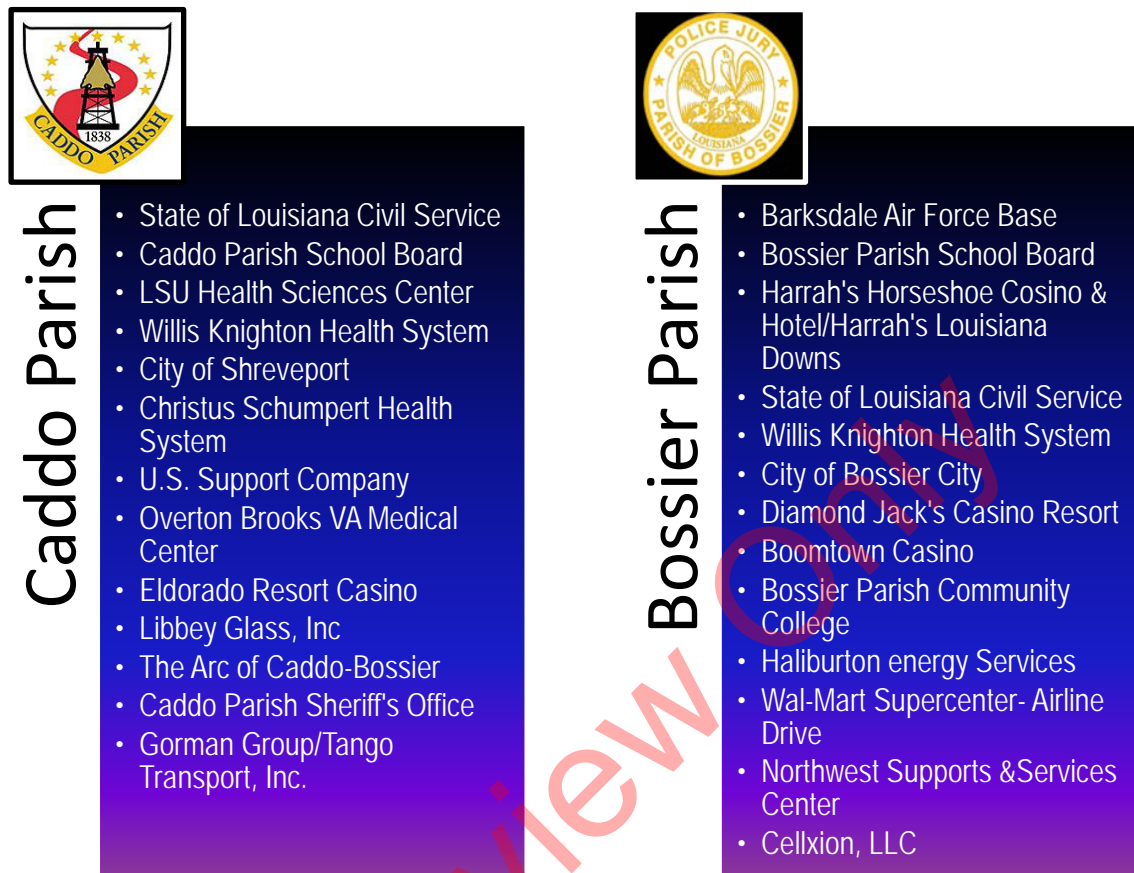 CADDO PARISH
1838
Caddo Parish
• State of Louisiana Civil Service
• Caddo Parish School Board
• LSU Health Sciences Center
• Willis Knighton Health System
• City of Shreveport
• Christus Schumpert Health
System
• U.S. Support Company
• Overton Brooks VA Medical
Center
• Eldorado Resort Casino
• Libbey Glass, Inc
• The Arc of Caddo-Bossier
• Caddo Parish Sheriff's Office
• Gorman Group/Tango
Transport, Inc.
POLICE JURY
PARISH OF BOSSIER
LOUISIANA
Bossier Parish
• Barksdale Air Force Base
• Bossier Parish School Board
• Harrah's Horseshoe Cosino &
Hotel/Harrah's Louisiana
Downs
• State of Louisiana Civil Service
• Willis Knighton Health System
• City of Bossier City
• Diamond Jack's Casino Resort
• Boomtown Casino
• Bossier Parish Community
College
• Haliburton energy Services
• Wal-Mart Supercenter- Airline
Drive
• Northwest Supports &Services
Center
• Cellxion, LLC
view Only